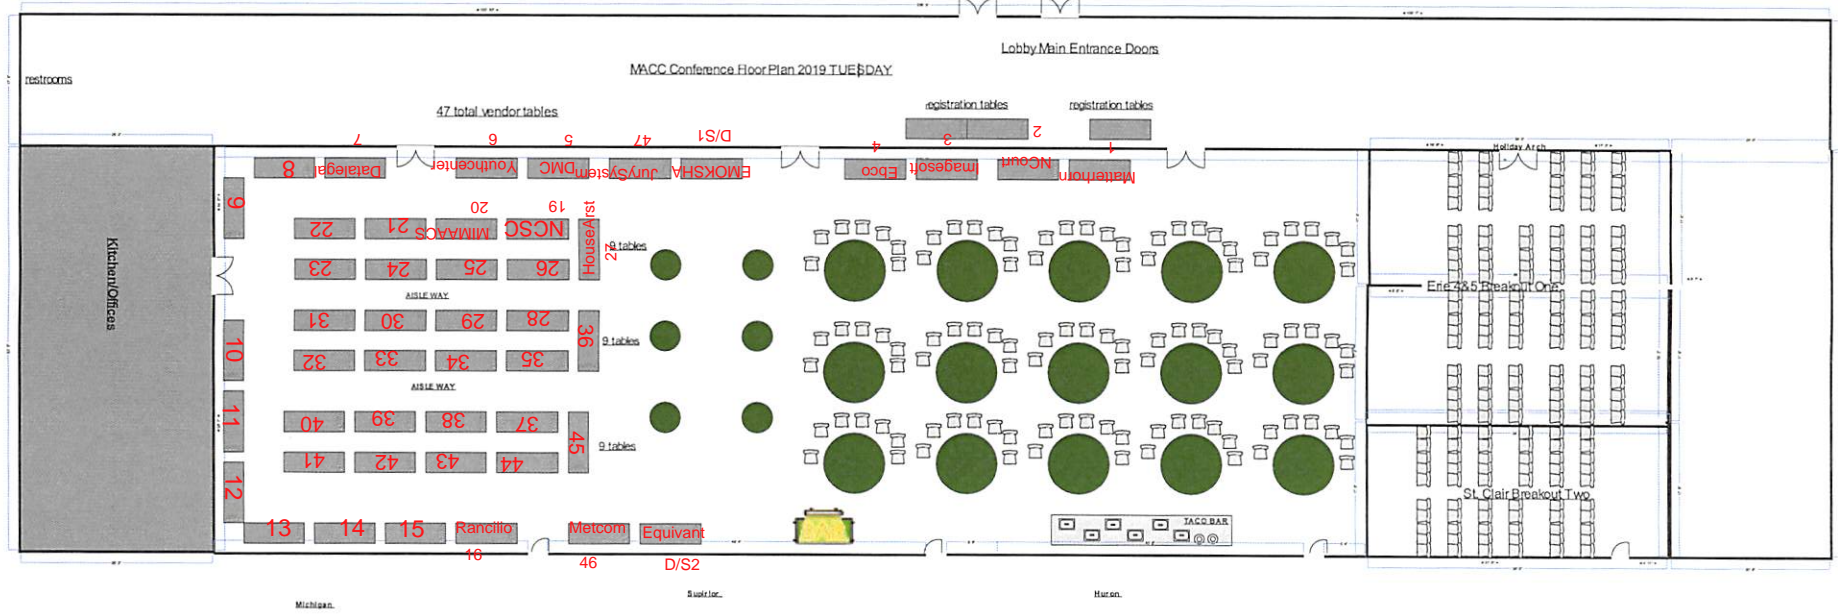 Lobby Main Entrance Doors
restrooms
MACC Conference Floor Plan 2019 TUESDAY
47 total vendor tables
registration tables
registration tables
7
6
5
47
D/S1
4
3
2
1
8
Datalegal
Youthcenter
DMC
JurySystem
EMOKSHA
Ebco
Imagesoft
NCourt
Matterhorn
Holiday Arch
9
20
19
22
21
MIMAAACS
NCSC
HouseArst
27
9 tables
23
24
25
26
Kitchen/Offices
AISLE WAY
Erie 4&5 Breakout One
31
30
29
28
36
9 tables
10
32
33
34
35
AISLE WAY
11
40
39
38
37
45
9 tables
41
42
43
44
12
St. Clair Breakout Two
13
14
15
Rancilio
16
Metcom
46
Equivant
D/S2
TACO BAR
Michigan
Supirior
Huron